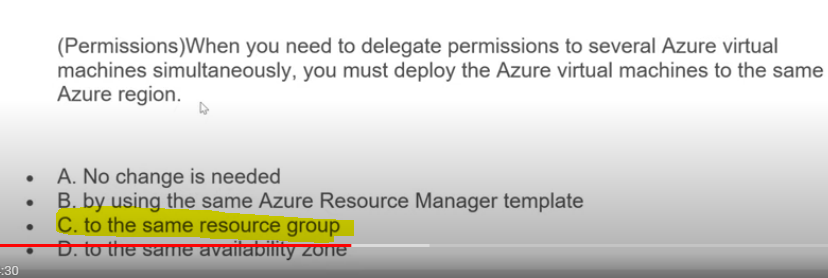 (Permissions)When you need to delegate permissions to several Azure virtual
machines simultaneously, you must deploy the Azure virtual machines to the same
Azure region.
• A. No change is needed
• B. by using the same Azure Resource Manager template
• C. to the same resource group
• D. to the same availability zone
:30